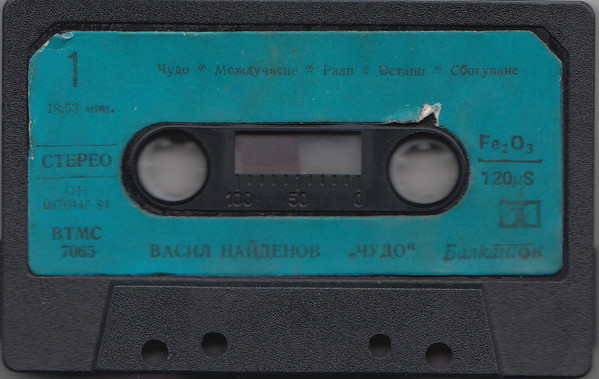 1
Чудо * Междучасие * Рали * Остани * Сбогуване
18,53 мин.
Fe₂O₃
СТЕРЕО
120μS
ОН
100 50 0
ВТМС
7065
ВАСИЛ НАЙДЕНОВ „ЧУДО“
Балкантон